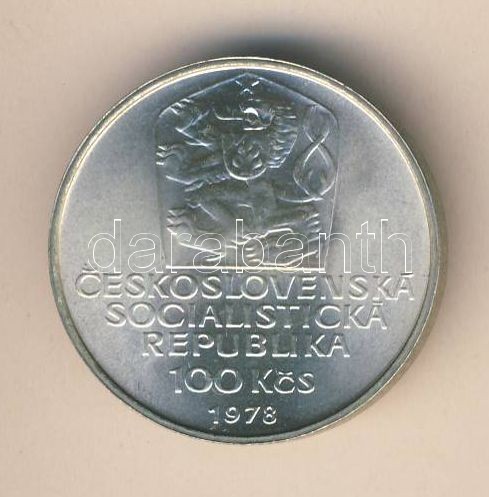 darabanth
ČESKOSLOVENSKÁ
SOCIALISTICKÁ
REPUBLIKA
100 Kčs
1978